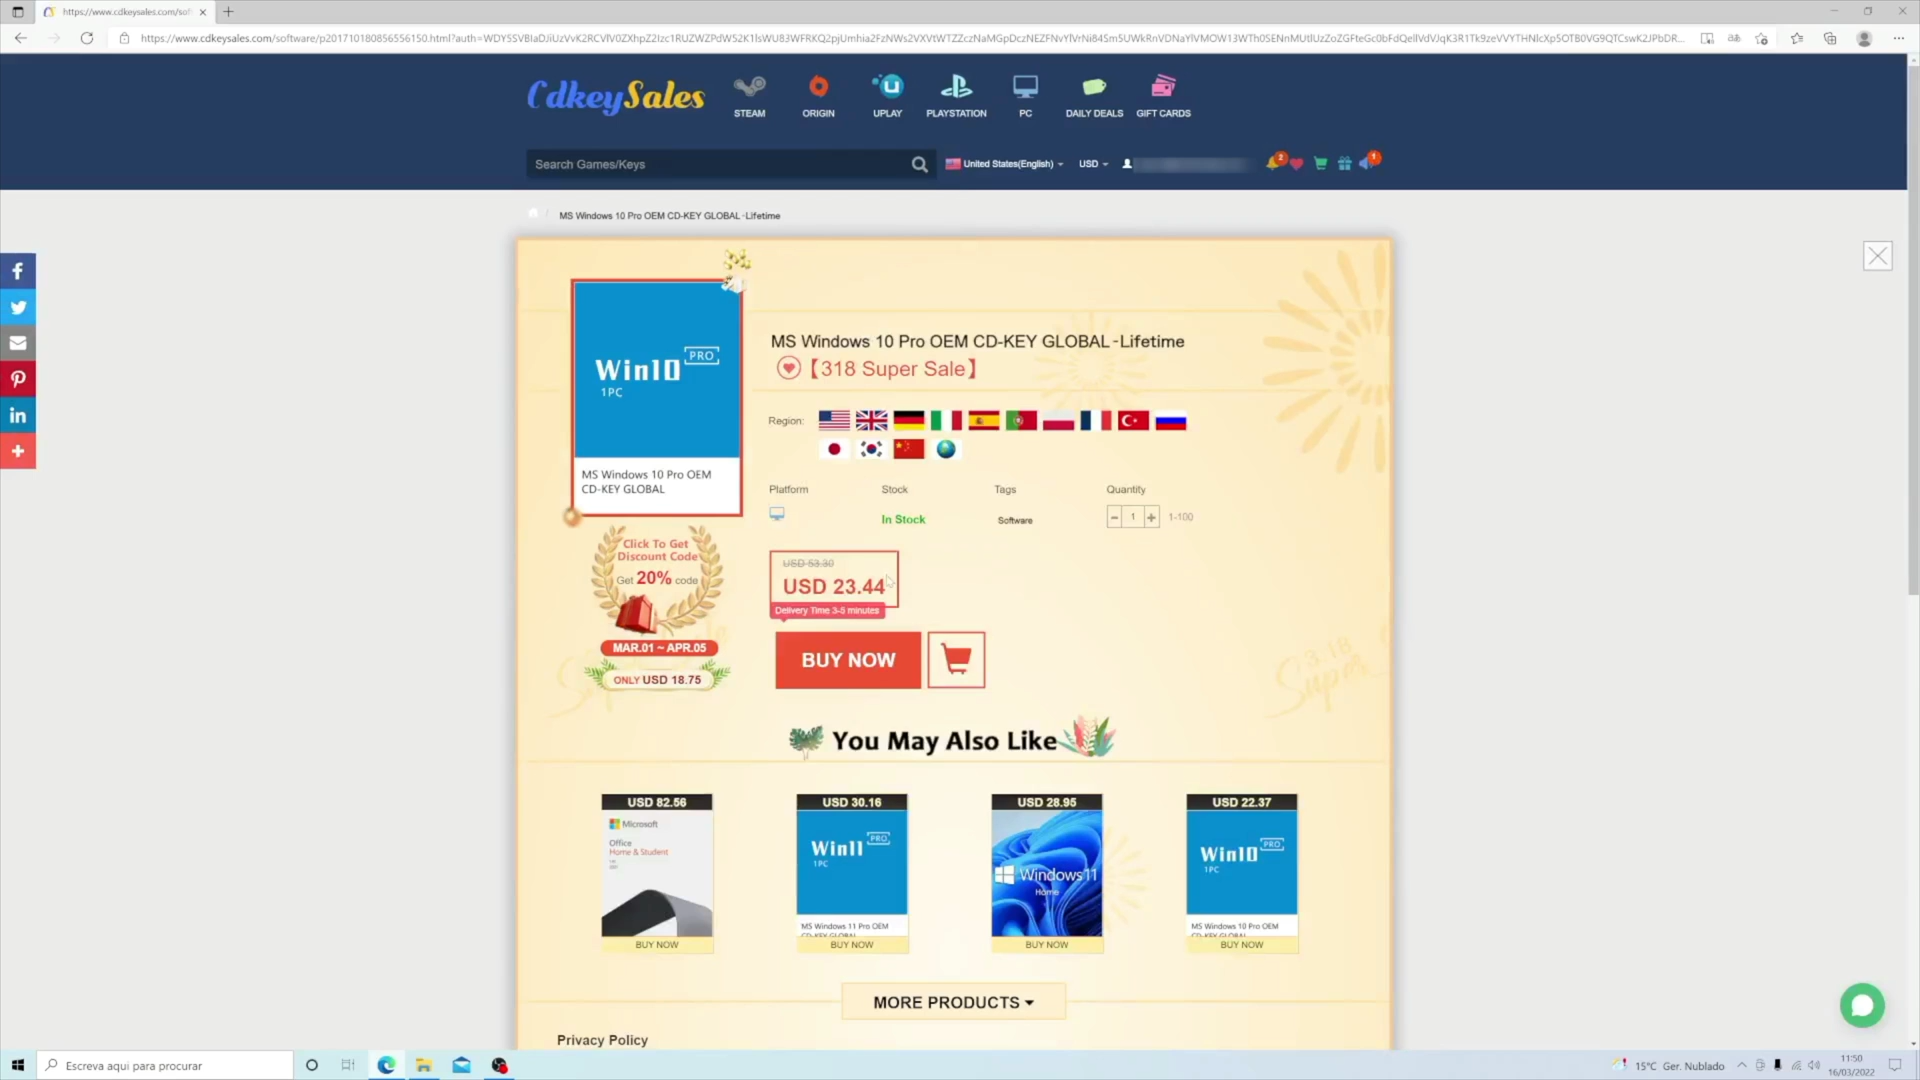 https://www.cdkeysales.com/sof
CdkeySales
STEAM
ORIGIN
UPLAY
PLAYSTATION
PC
DAILY DEALS
GIFT CARDS
Search Games/Keys
United States(English)
USD
2
1
MS Windows 10 Pro OEM CD-KEY GLOBAL -Lifetime
Win10 PRO
1PC
MS Windows 10 Pro OEM
CD-KEY GLOBAL
MS Windows 10 Pro OEM CD-KEY GLOBAL -Lifetime
【318 Super Sale】
Region:
Platform
Stock
Tags
Quantity
In Stock
Software
1
1-100
Click To Get
Discount Code
Get 20% code
MAR.01 ~ APR.05
ONLY USD 18.75
USD 53.30
USD 23.44
Delivery Time 3-5 minutes
BUY NOW
You May Also Like
USD 82.56
USD 30.16
USD 28.95
USD 22.37
Microsoft
Office
Home & Student
BUY NOW
Win11 PRO
1PC
MS Windows 11 Pro OEM
CD-KEY GLOBAL
BUY NOW
Windows 11
Home
BUY NOW
Win10 PRO
1PC
MS Windows 10 Pro OEM
CD-KEY GLOBAL
BUY NOW
MORE PRODUCTS
Privacy Policy
Escreva aqui para procurar
15°C Ger. Nublado
11:50
16/03/2022